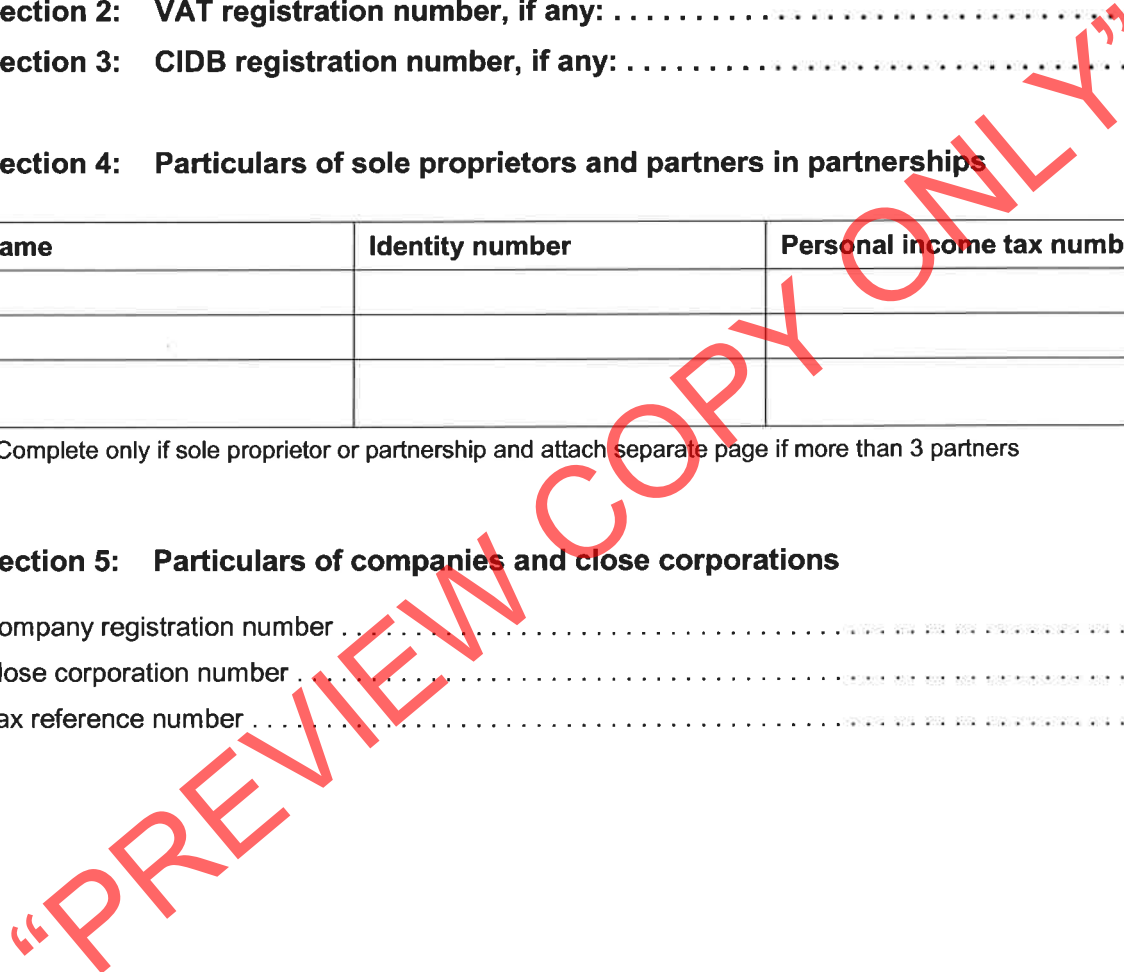 ection 2: VAT registration number, if any: . . . . . . . . . . . . . . . . . . . . . . . . . . . . . . . . . . . . .
ection 3: CIDB registration number, if any: . . . . . . . . . . . . . . . . . . . . . . . . . . . . . . . . . . . .
ection 4: Particulars of sole proprietors and partners in partnerships
ame Identity number Personal income tax numb
Complete only if sole proprietor or partnership and attach separate page if more than 3 partners
ection 5: Particulars of companies and close corporations
ompany registration number . . . . . . . . . . . . . . . . . . . . . . . . . . . . . . . . . . . . . . . . . . . . . . . . . . . .
lose corporation number . . . . . . . . . . . . . . . . . . . . . . . . . . . . . . . . . . . . . . . . . . . . . . . . . . . . . . .
ax reference number . . . . . . . . . . . . . . . . . . . . . . . . . . . . . . . . . . . . . . . . . . . . . . . . . . . . . . . . . .
“PREVIEW COPY ONLY”